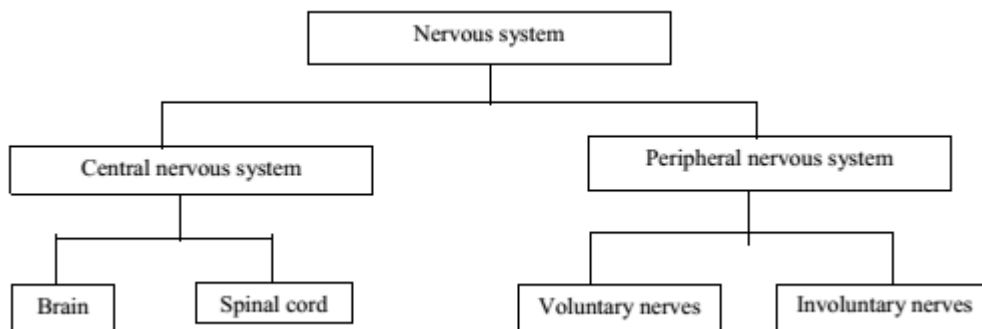 Nervous system
Central nervous system
Peripheral nervous system
Brain
Spinal cord
Voluntary nerves
Involuntary nerves